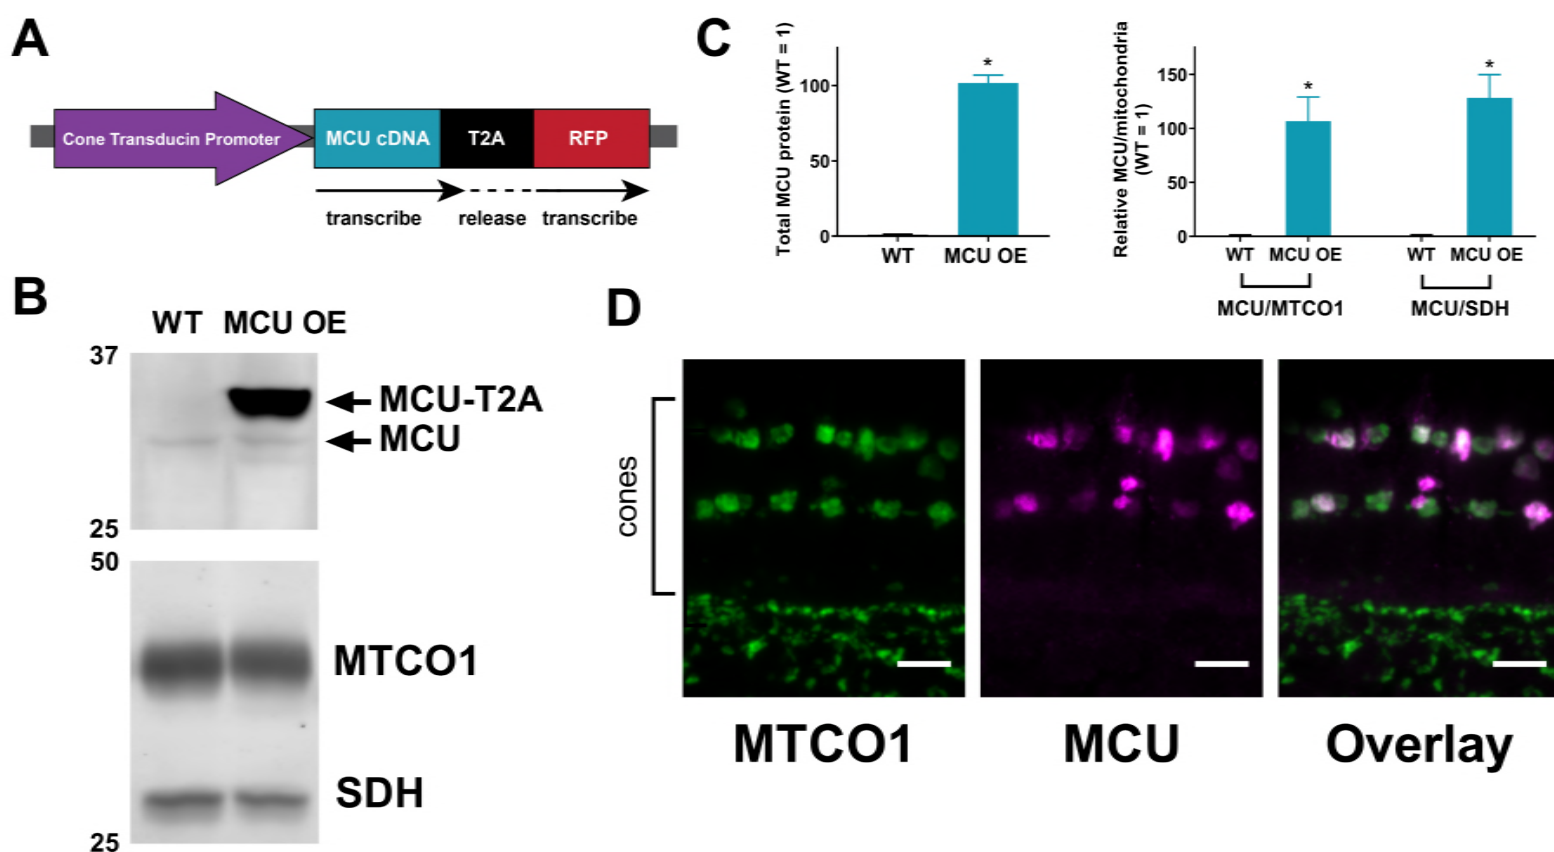 A
Cone Transducin Promoter
MCU cDNA
T2A
RFP
transcribe
release
transcribe
B
WT
MCU OE
37
MCU-T2A
MCU
25
50
MTCO1
SDH
25
C
Total MCU protein (WT = 1)
100
50
0
*
WT
MCU OE
Relative MCU/mitochondria
(WT = 1)
150
100
50
0
*
*
WT
MCU OE
WT
MCU OE
MCU/MTCO1
MCU/SDH
D
cones
MTCO1
MCU
Overlay